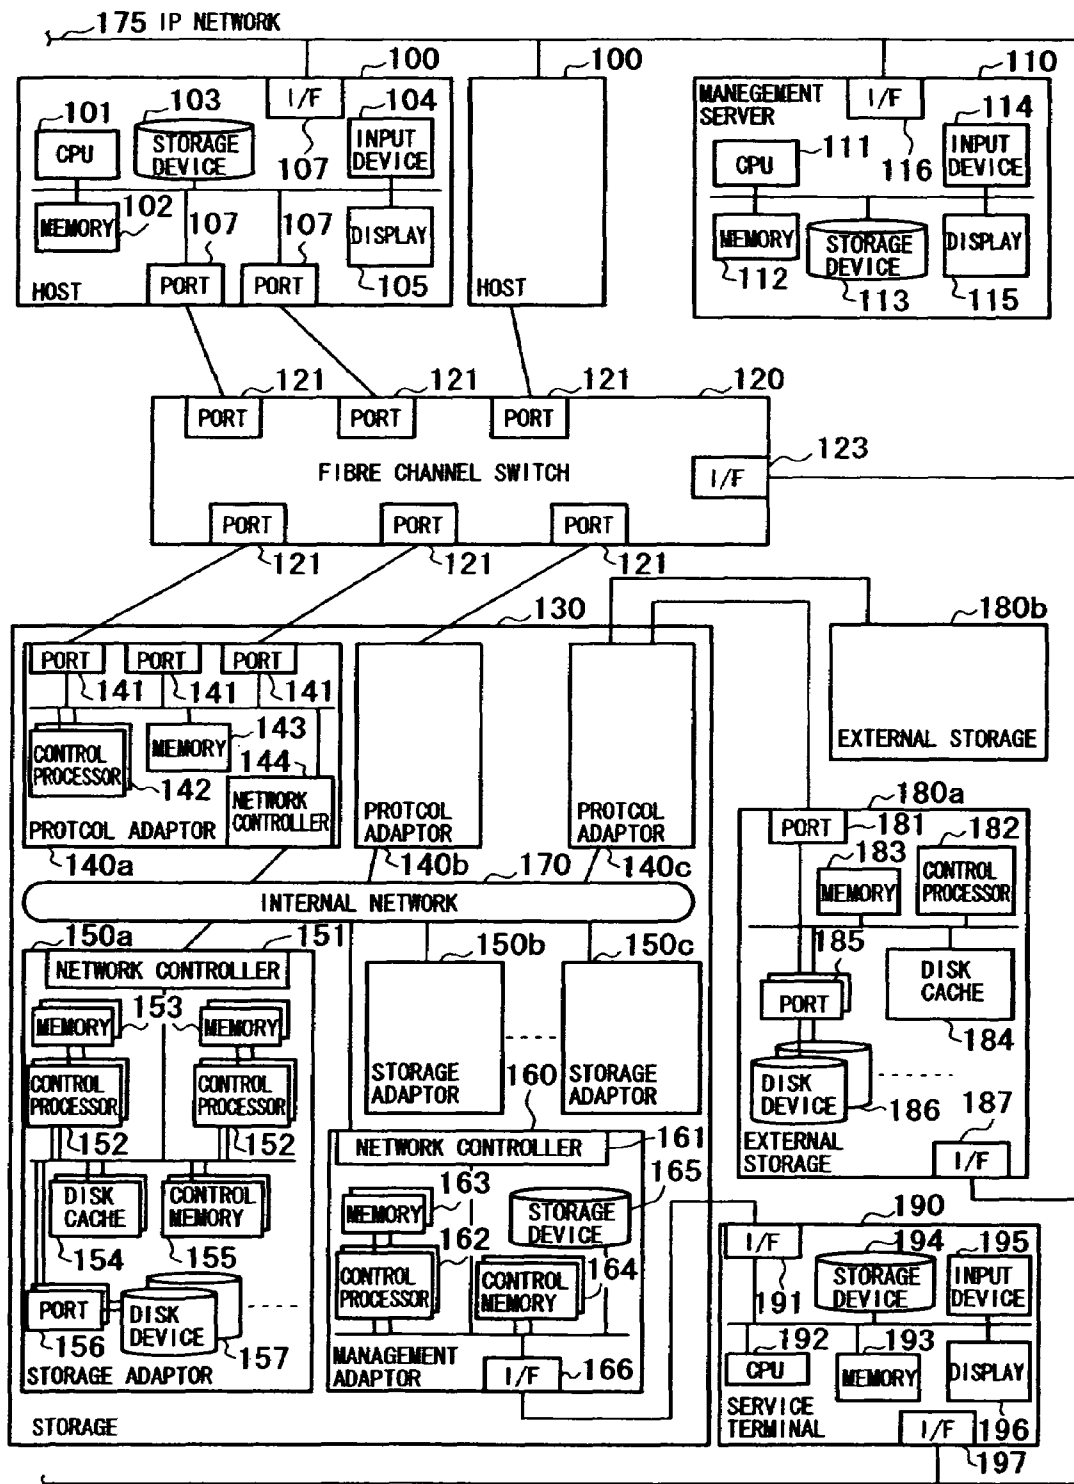 175 IP NETWORK
100
100
110
I/F
107
MANEGEMENT
SERVER
I/F
116
101
CPU
103
STORAGE
DEVICE
104
INPUT
DEVICE
111
CPU
114
INPUT
DEVICE
MEMORY
102
107
107
DISPLAY
105
MEMORY
112
STORAGE
DEVICE
113
DISPLAY
115
HOST
PORT
PORT
HOST
121
121
121
120
PORT
PORT
PORT
FIBRE CHANNEL SWITCH
I/F
123
PORT
PORT
PORT
121
121
121
130
180b
PORT
PORT
PORT
141
141
141
CONTROL
PROCESSOR
142
MEMORY
143
144
NETWORK
CONTROLLER
PROTCOL ADAPTOR
140a
PROTCOL
ADAPTOR
140b
PROTCOL
ADAPTOR
140c
EXTERNAL STORAGE
170
INTERNAL NETWORK
180a
PORT
181
182
183
MEMORY
CONTROL
PROCESSOR
185
PORT
DISK
CACHE
184
DISK
DEVICE
186
187
EXTERNAL
STORAGE
I/F
150a
151
NETWORK CONTROLLER
150b
150c
MEMORY
153
MEMORY
CONTROL
PROCESSOR
CONTROL
PROCESSOR
152
152
STORAGE
ADAPTOR
STORAGE
ADAPTOR
160
DISK
CACHE
CONTROL
MEMORY
154
155
PORT
156
DISK
DEVICE
157
STORAGE ADAPTOR
NETWORK CONTROLLER
161
163
MEMORY
165
STORAGE
DEVICE
162
CONTROL
PROCESSOR
164
CONTROL
MEMORY
MANAGEMENT
ADAPTOR
I/F
166
STORAGE
190
I/F
191
194
STORAGE
DEVICE
195
INPUT
DEVICE
192
CPU
193
MEMORY
DISPLAY
196
SERVICE
TERMINAL
I/F
197